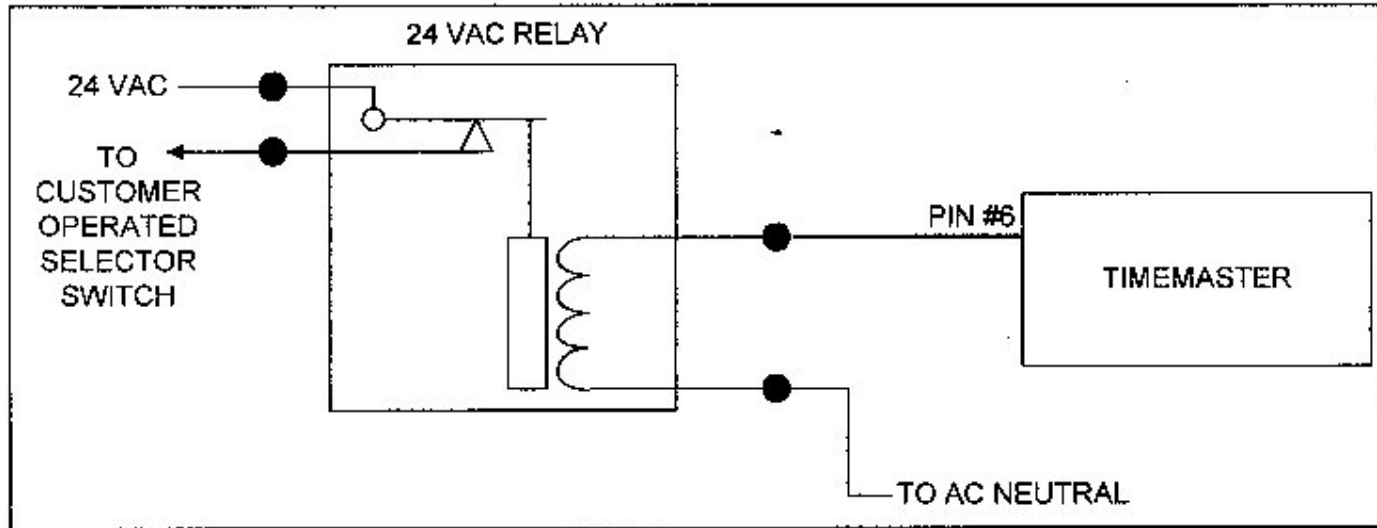 24 VAC RELAY
24 VAC
TO
CUSTOMER
OPERATED
SELECTOR
SWITCH
PIN #6
TIMEMASTER
TO AC NEUTRAL